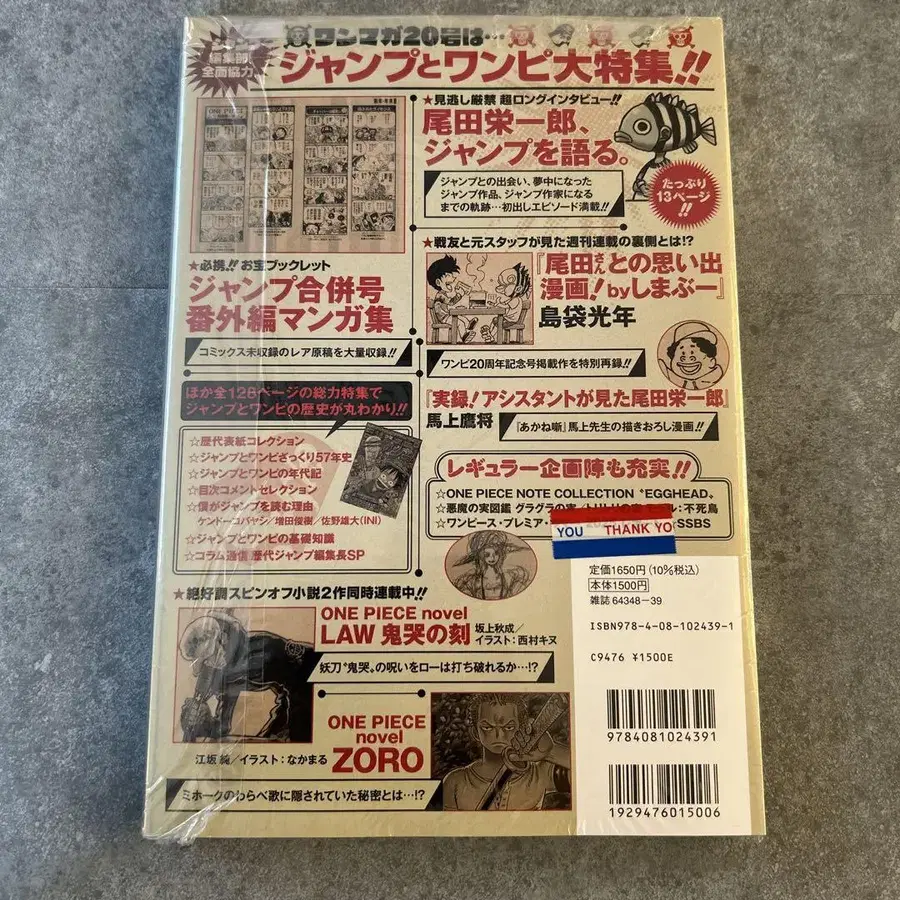 ワンマガ20号は…
編集部
全面協力
ジャンプとワンピ大特集!!
ONE PIECE
★見逃し厳禁 超ロングインタビュー!!
尾田栄一郎、
ジャンプを語る。
ジャンプとの出会い、夢中になった
ジャンプ作品、ジャンプ作家になる
までの軌跡…初出しエピソード満載!!
たっぷり
13ページ
!!
★必携!! お宝ブックレット
ジャンプ合併号
番外編マンガ集
コミックス未収録のレア原稿を大量収録!!
★戦友と元スタッフが見た週刊連載の裏側とは!?
『尾田さんとの思い出
漫画!byしまぶー』
島袋光年
ワンピ20周年記念号掲載作を特別再録!!
『実録!アシスタントが見た尾田栄一郎』
馬上鷹将
『あかね噺』馬上先生の描きおろし漫画!!
ほか全128ページの総力特集で
ジャンプとワンピの歴史が丸わかり!!
☆歴代表紙コレクション
☆ジャンプとワンピざっくり57年史
☆ジャンプとワンピの年代記
☆目次コメントセレクション
☆僕がジャンプを読む理由
ケンドーコバヤシ/増田俊樹/佐野雄大(INI)
☆ジャンプとワンピの基礎知識
☆コラム通信 歴代ジャンプ編集長SP
レギュラー企画陣も充実!!
☆ONE PIECE NOTE COLLECTION “EGGHEAD”
☆悪魔の実図鑑 グラグラの実/トリトリの実 モデル:不死鳥
☆ワンピース・プレミア
☆SSBS
YOU THANK YO
定価1650円(10%税込)
本体1500円
雑誌 64348-39
ISBN978-4-08-102439-1
C9476 ¥1500E
9784081024391
1929476015006
★絶好調スピンオフ小説2作同時連載中!!
ONE PIECE novel
LAW 鬼哭の刻
坂上秋成/
イラスト:西村キヌ
妖刀“鬼哭”の呪いをローは打ち破れるか…!?
ONE PIECE
novel
ZORO
江坂 純/イラスト:なかまる
ミホークのわらべ歌に隠されていた秘密とは…!?